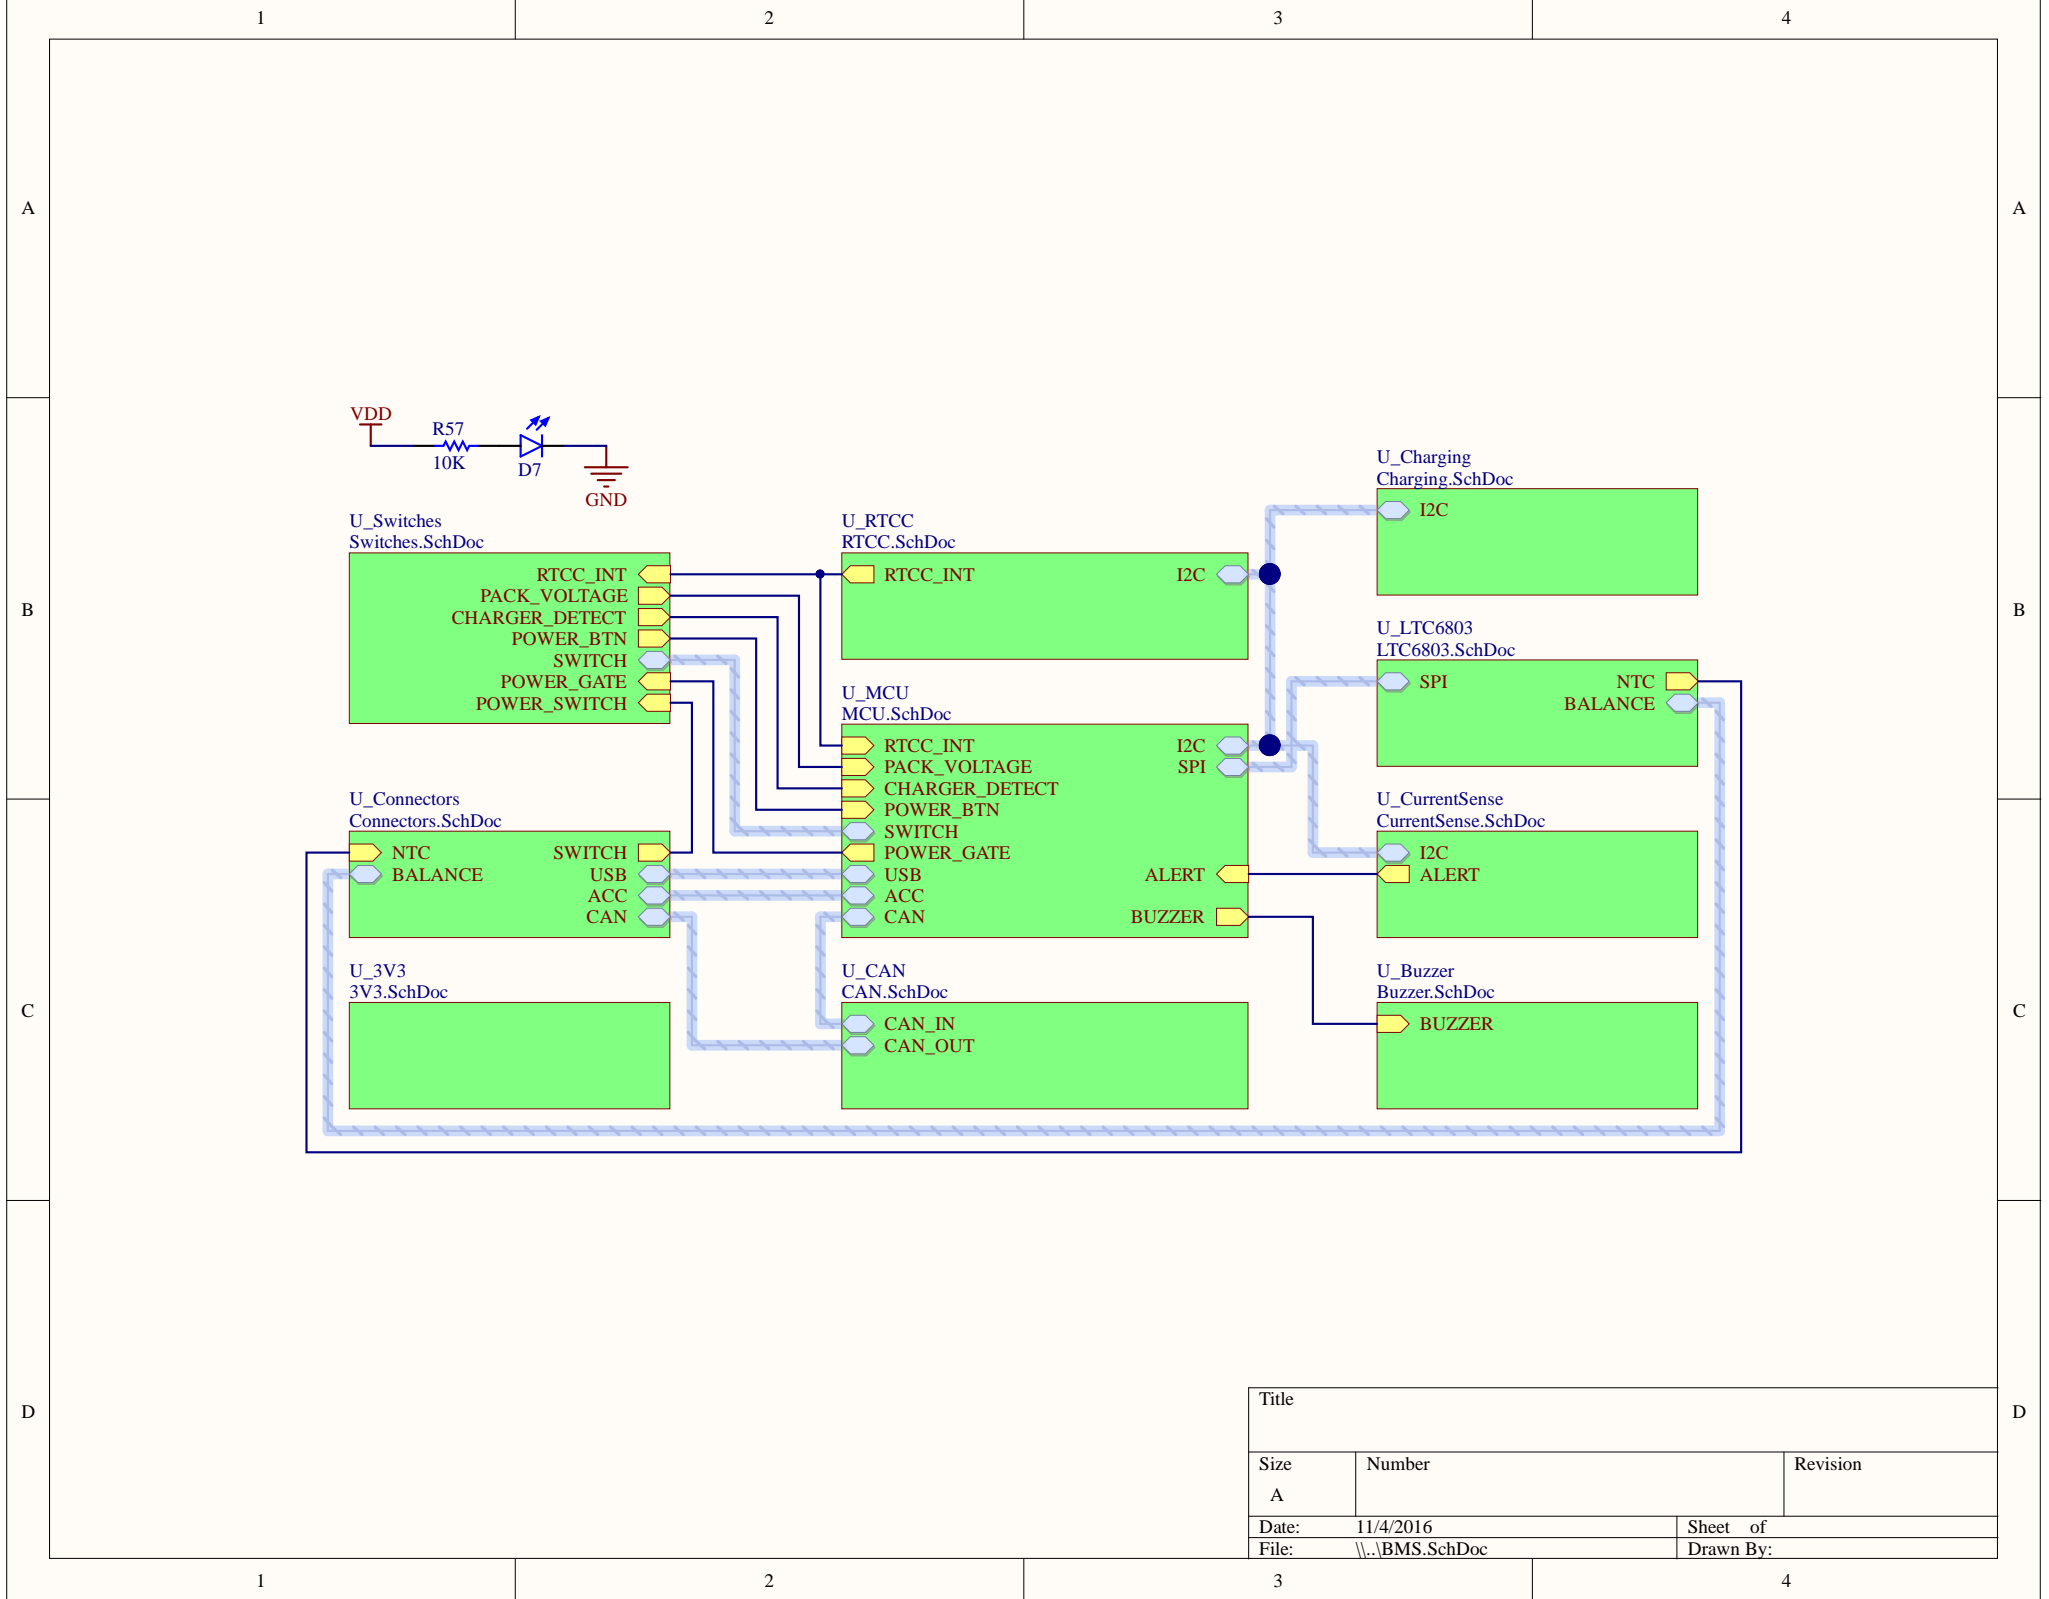 1 2 3 4
A A
VDD
R57
10K
D7
GND
B B
U_Switches
Switches.SchDoc
RTCC_INT
PACK_VOLTAGE
CHARGER_DETECT
POWER_BTN
SWITCH
POWER_GATE
POWER_SWITCH
U_RTCC
RTCC.SchDoc
RTCC_INT I2C
U_Charging
Charging.SchDoc
I2C
U_LTC6803
LTC6803.SchDoc
SPI NTC
BALANCE
U_MCU
MCU.SchDoc
RTCC_INT I2C
PACK_VOLTAGE SPI
CHARGER_DETECT
POWER_BTN
SWITCH
POWER_GATE
USB ALERT
ACC
CAN BUZZER
U_Connectors
Connectors.SchDoc
NTC SWITCH
BALANCE USB
ACC
CAN
U_CurrentSense
CurrentSense.SchDoc
I2C
ALERT
U_3V3
3V3.SchDoc
U_CAN
CAN.SchDoc
CAN_IN
CAN_OUT
U_Buzzer
Buzzer.SchDoc
BUZZER
C C
D D
Title
Size Number Revision
A
Date: 11/4/2016 Sheet of
File: \\..\BMS.SchDoc Drawn By:
1 2 3 4